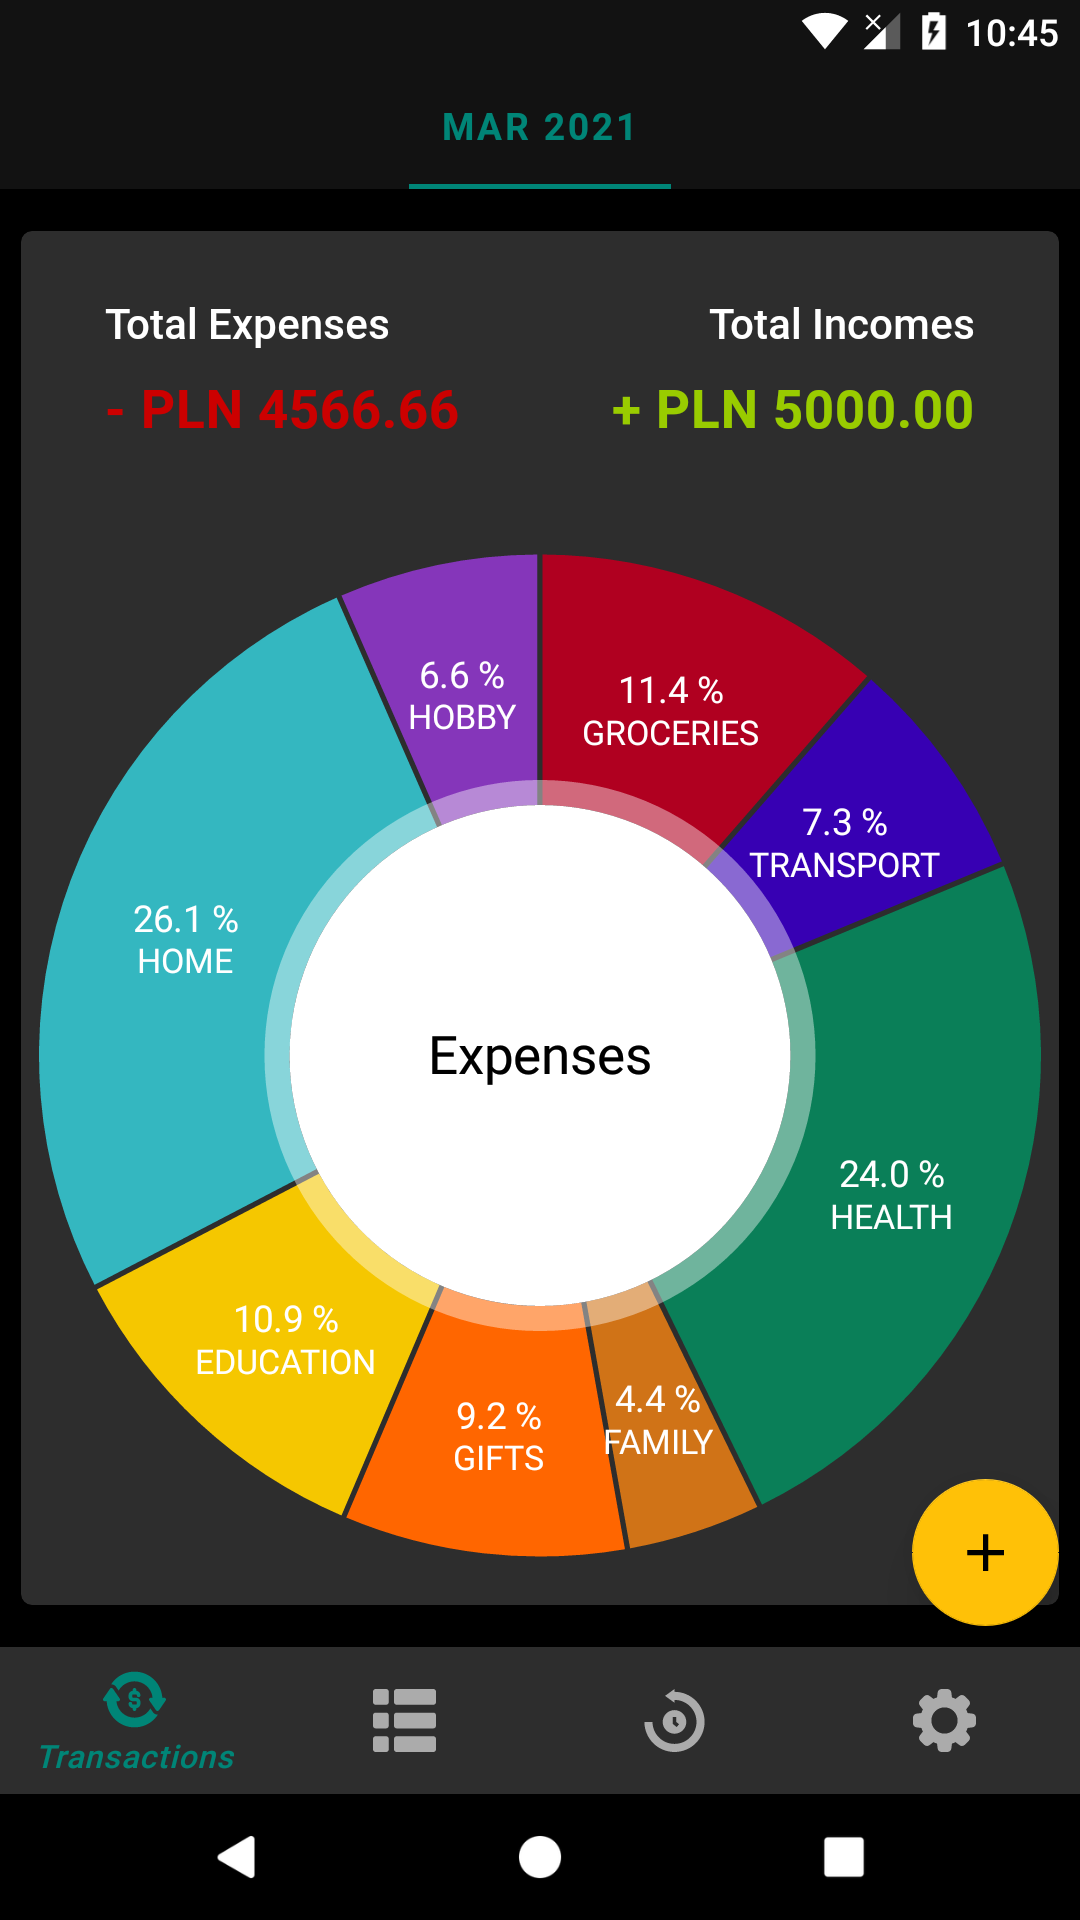 10:45
MAR 2021
Total Expenses
Total Incomes
- PLN 4566.66
+ PLN 5000.00
6.6 %
HOBBY
11.4 %
GROCERIES
7.3 %
TRANSPORT
26.1 %
HOME
Expenses
24.0 %
HEALTH
10.9 %
EDUCATION
9.2 %
GIFTS
4.4 %
FAMILY
+
$
Transactions